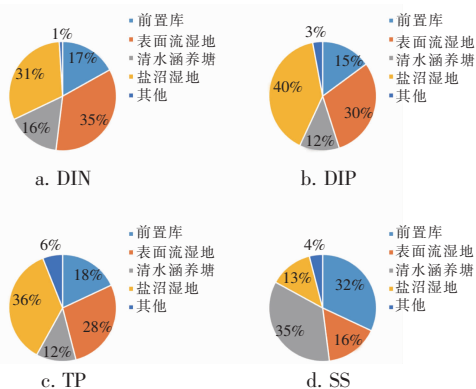 1%
17%
31%
16%
35%
前置库
表面流湿地
清水涵养塘
盐沼湿地
其他
a. DIN
3%
15%
40%
30%
12%
前置库
表面流湿地
清水涵养塘
盐沼湿地
其他
b. DIP
6%
18%
36%
28%
12%
前置库
表面流湿地
清水涵养塘
盐沼湿地
其他
c. TP
4%
13%
32%
35%
16%
前置库
表面流湿地
清水涵养塘
盐沼湿地
其他
d. SS